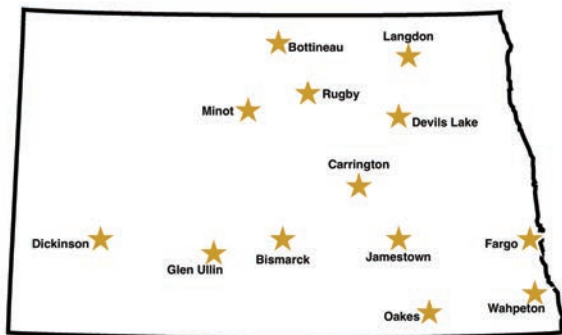 Langdon
Bottineau
Rugby
Minot
Devils Lake
Carrington
Dickinson
Glen Ullin
Bismarck
Jamestown
Fargo
Wahpeton
Oakes